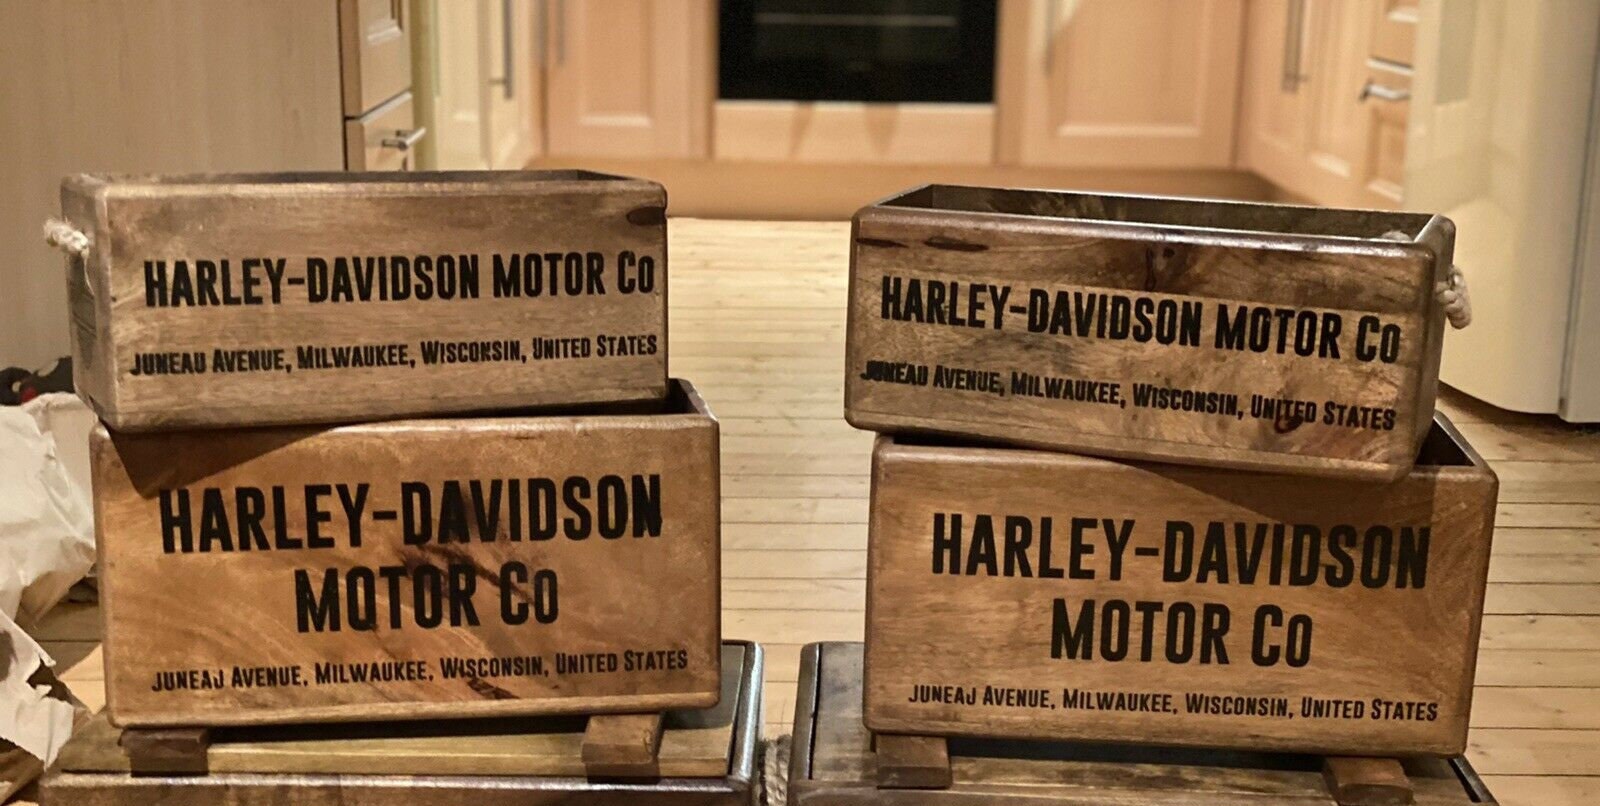 HARLEY-DAVIDSON MOTOR Co
JUNEAU AVENUE, MILWAUKEE, WISCONSIN, UNITED STATES
HARLEY-DAVIDSON
MOTOR Co
JUNEAU AVENUE, MILWAUKEE, WISCONSIN, UNITED STATES
HARLEY-DAVIDSON MOTOR Co
JUNEAU AVENUE, MILWAUKEE, WISCONSIN, UNITED STATES
HARLEY-DAVIDSON
MOTOR Co
JUNEAU AVENUE, MILWAUKEE, WISCONSIN, UNITED STATES